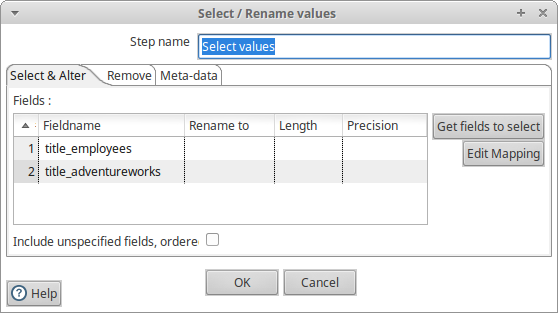 Select / Rename values
Step name Select values
Select & Alter Remove Meta-data
Fields :
Fieldname Rename to Length Precision
1 title_employees
2 title_adventureworks
Get fields to select
Edit Mapping
Include unspecified fields, ordere
OK Cancel
Help